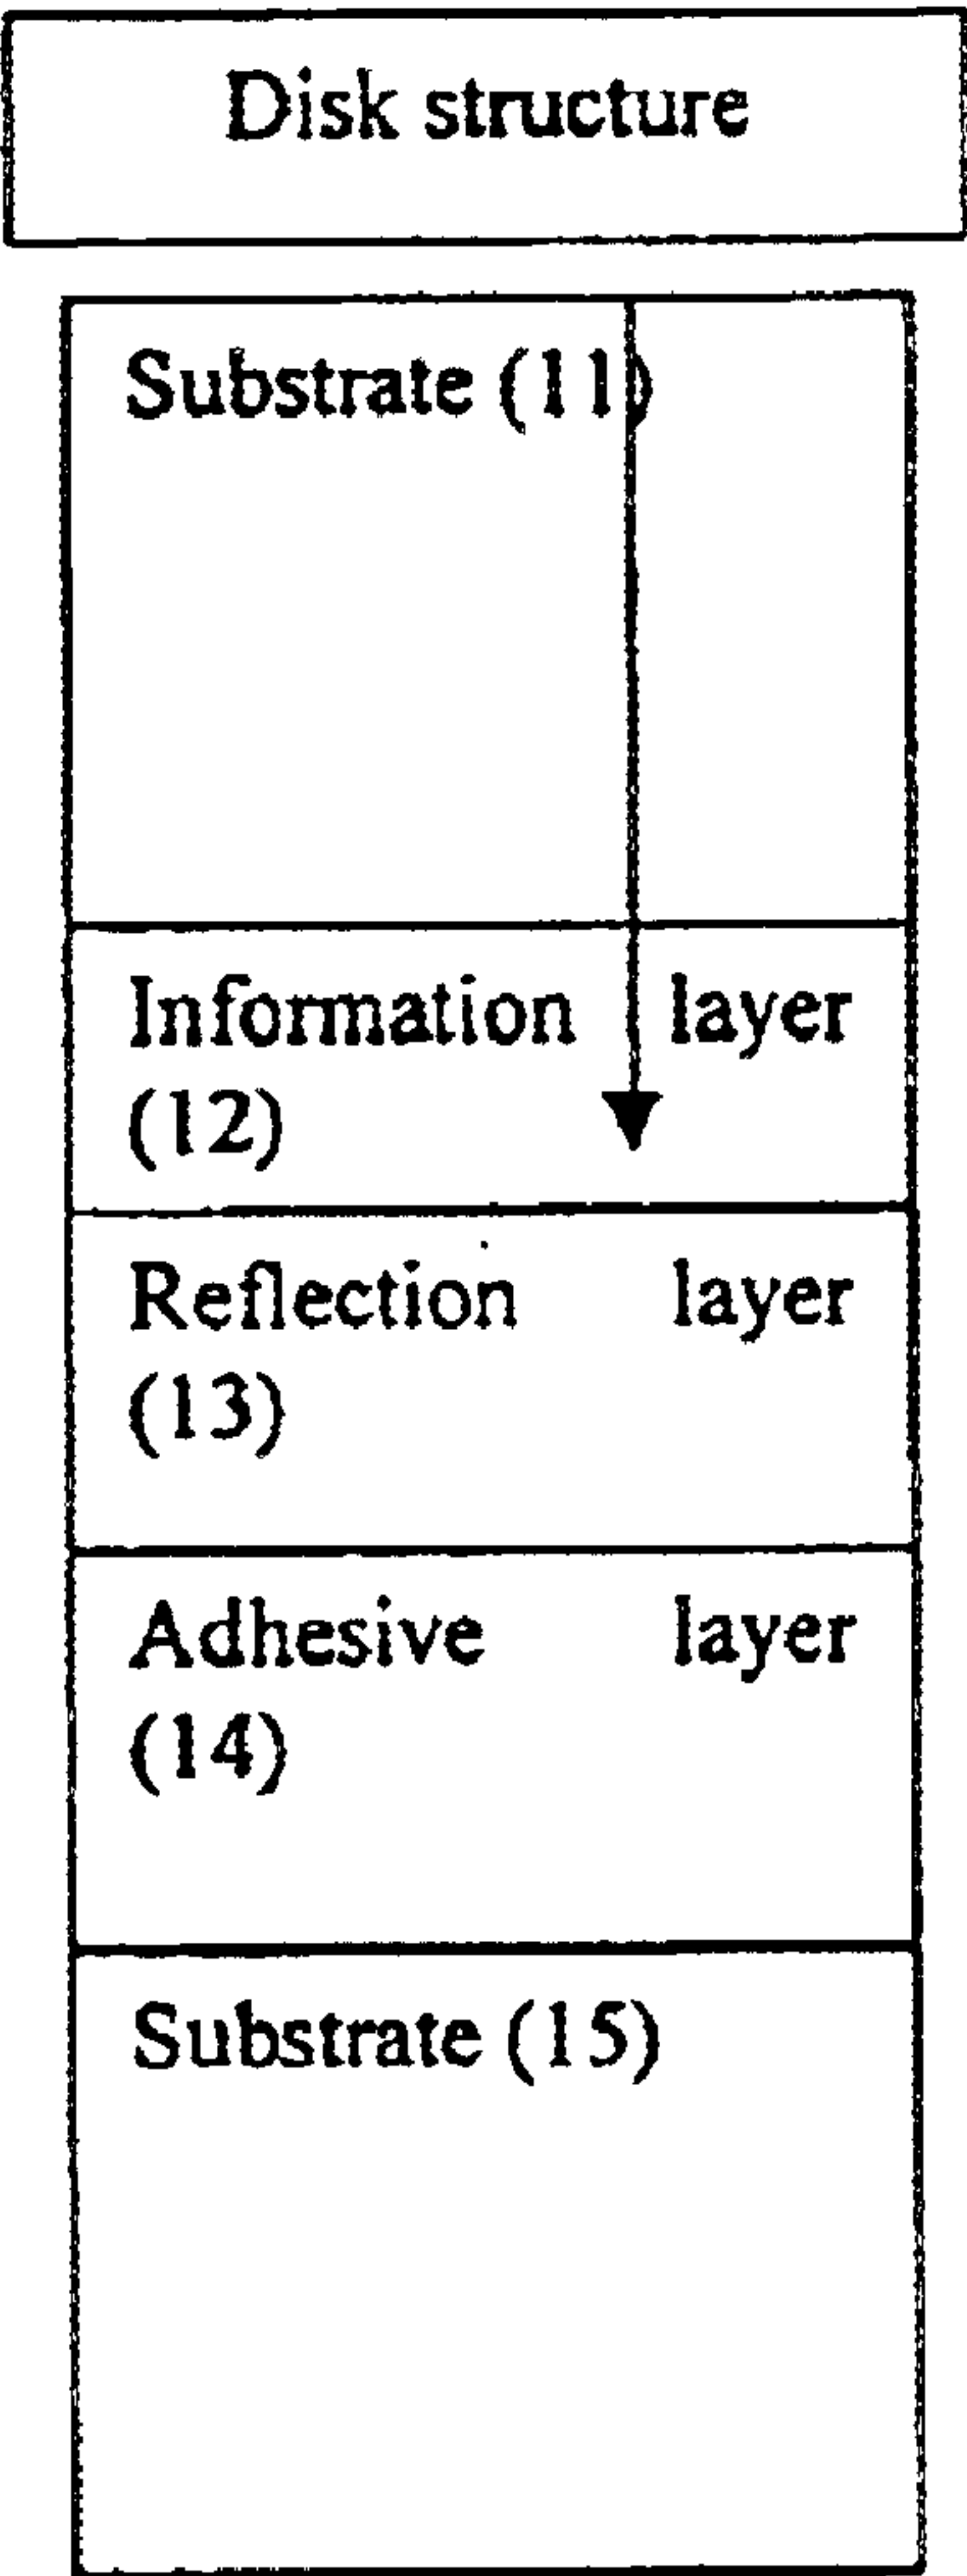 Disk structure
Substrate (11)
Information layer
(12)
Reflection layer
(13)
Adhesive layer
(14)
Substrate (15)